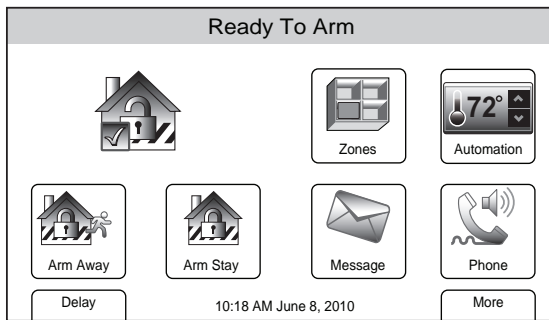 Ready To Arm
72°
Zones
Automation
Arm Away
Arm Stay
Message
Phone
Delay
10:18 AM June 8, 2010
More